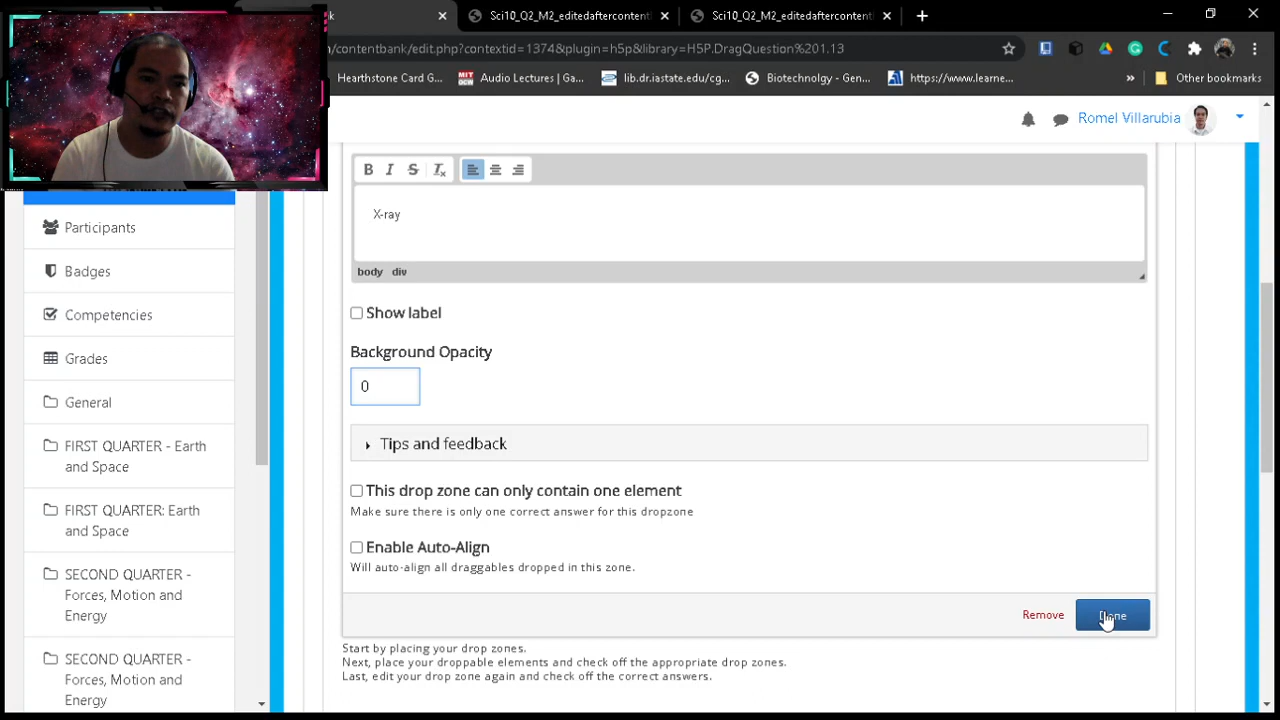 /contentbank/edit.php?contextid=1374&plugin=h5p&library=H5P.DragQuestion%201.13
Hearthstone Card G...
Audio Lectures | Ga...
lib.dr.iastate/cg...
Biotechnolgy - Gen...
https://www.learne...
»
Other bookmarks
Romel Villarubia
B I S Tx
X-ray
body div
Show label
Background Opacity
0
Tips and feedback
This drop zone can only contain one element
Make sure there is only one correct answer for this dropzone
Enable Auto-Align
Will auto-align all draggables dropped in this zone.
Remove
Done
Start by placing your drop zones.
Next, place your droppable elements and check off the appropriate drop zones.
Last, edit your drop zone again and check off the correct answers.
Participants
Badges
Competencies
Grades
General
FIRST QUARTER - Earth
and Space
FIRST QUARTER: Earth
and Space
SECOND QUARTER -
Forces, Motion and
Energy
SECOND QUARTER -
Forces, Motion and
Energy